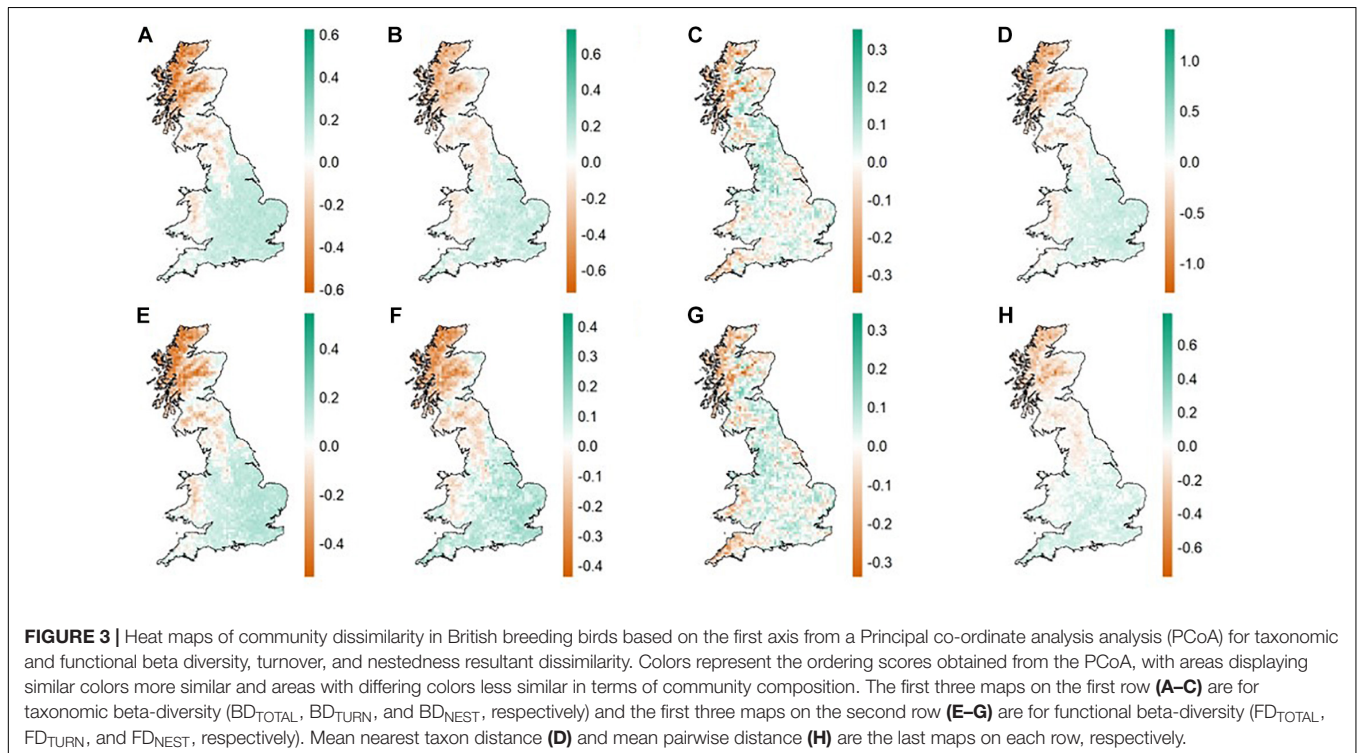 A B C D
0.6 0.6 0.3 1.0
0.4 0.4 0.2
0.2 0.2 0.1 0.5
0.0 0.0 0.0 0.0
-0.2 -0.2 -0.1 -0.5
-0.4 -0.4 -0.2
-0.6 -0.6 -0.3 -1.0
E F G H
0.4 0.4 0.3 0.6
0.3 0.2 0.4
0.2 0.2 0.1 0.2
0.1
0.0 0.0 0.0 0.0
-0.1 -0.1 -0.2
-0.2 -0.2 -0.2 -0.4
-0.3
-0.4 -0.4 -0.3 -0.6
FIGURE 3 | Heat maps of community dissimilarity in British breeding birds based on the first axis from a Principal co-ordinate analysis analysis (PCoA) for taxonomic
and functional beta diversity, turnover, and nestedness resultant dissimilarity. Colors represent the ordering scores obtained from the PCoA, with areas displaying
similar colors more similar and areas with differing colors less similar in terms of community composition. The first three maps on the first row (A–C) are for
taxonomic beta-diversity (BDTOTAL, BDTURN, and BDNEST, respectively) and the first three maps on the second row (E–G) are for functional beta-diversity (FDTOTAL,
FDTURN, and FDNEST, respectively). Mean nearest taxon distance (D) and mean pairwise distance (H) are the last maps on each row, respectively.